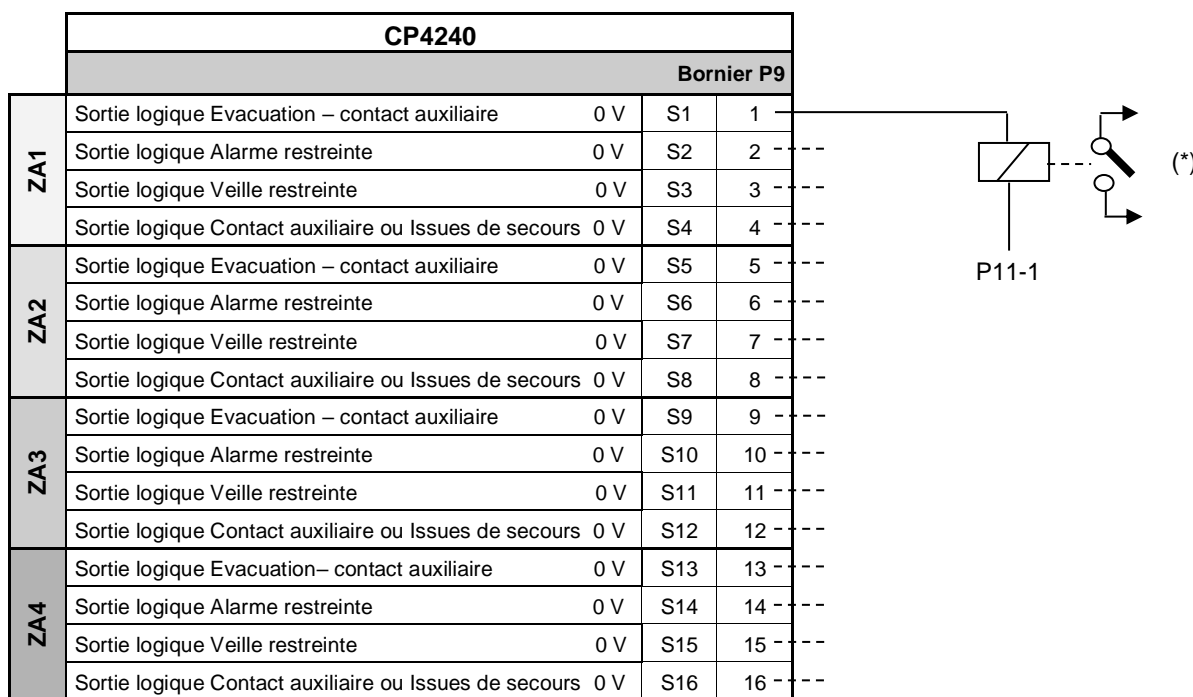 CP4240
Bornier P9
ZA1
Sortie logique Evacuation – contact auxiliaire 0 V S1 1
Sortie logique Alarme restreinte 0 V S2 2
Sortie logique Veille restreinte 0 V S3 3
Sortie logique Contact auxiliaire ou Issues de secours 0 V S4 4
(*)
P11-1
ZA2
Sortie logique Evacuation – contact auxiliaire 0 V S5 5
Sortie logique Alarme restreinte 0 V S6 6
Sortie logique Veille restreinte 0 V S7 7
Sortie logique Contact auxiliaire ou Issues de secours 0 V S8 8
ZA3
Sortie logique Evacuation – contact auxiliaire 0 V S9 9
Sortie logique Alarme restreinte 0 V S10 10
Sortie logique Veille restreinte 0 V S11 11
Sortie logique Contact auxiliaire ou Issues de secours 0 V S12 12
ZA4
Sortie logique Evacuation– contact auxiliaire 0 V S13 13
Sortie logique Alarme restreinte 0 V S14 14
Sortie logique Veille restreinte 0 V S15 15
Sortie logique Contact auxiliaire ou Issues de secours 0 V S16 16